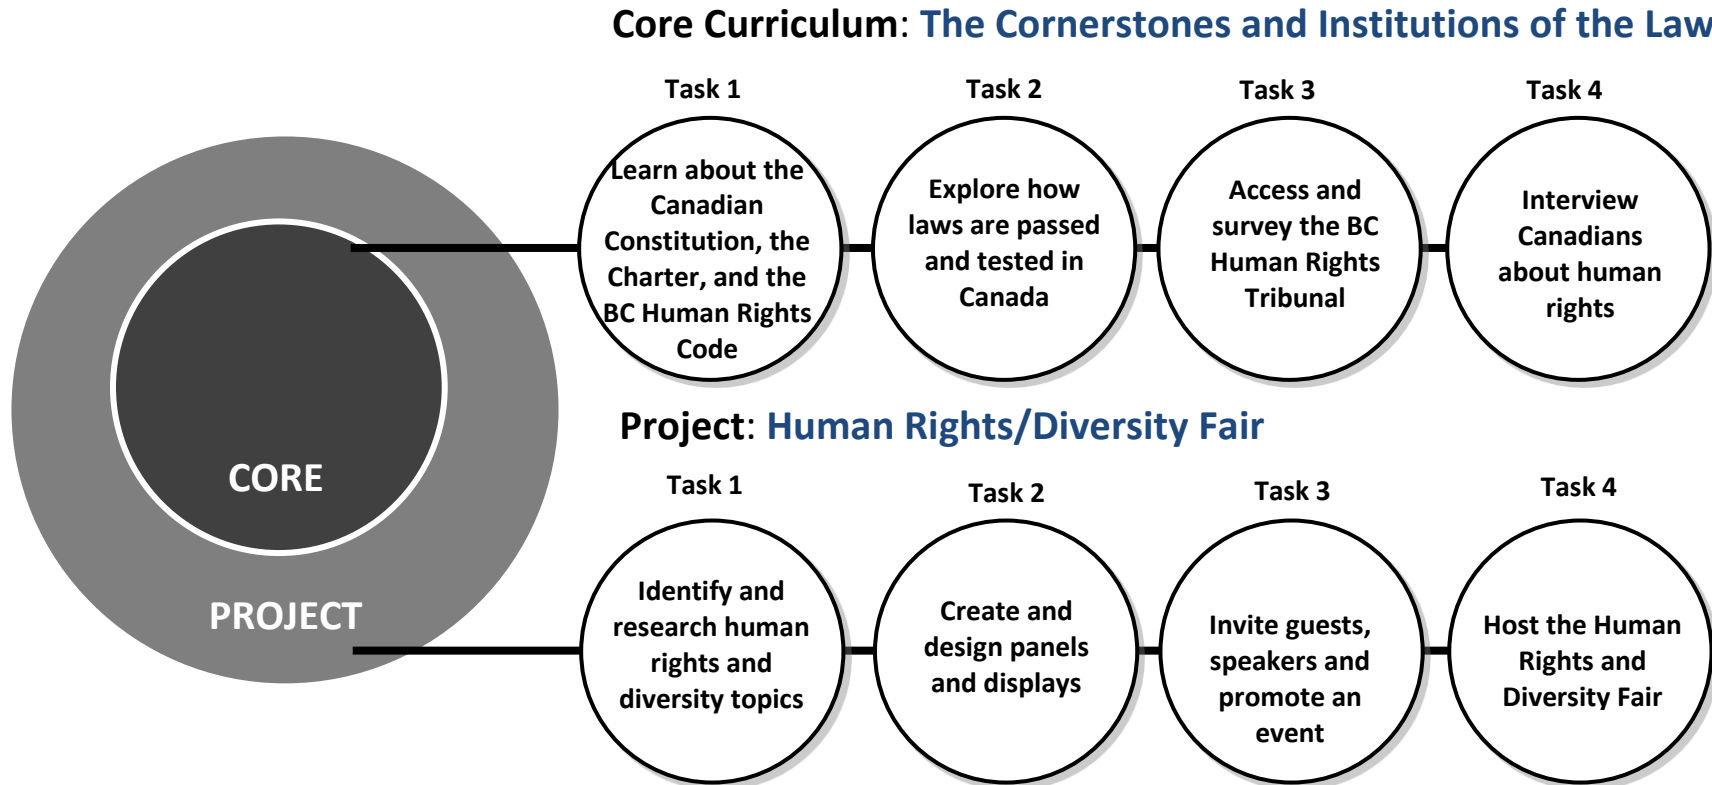 Core Curriculum: The Cornerstones and Institutions of the Law
Task 1
Task 2
Task 3
Task 4
Learn about the
Canadian
Constitution, the
Charter, and the
BC Human Rights
Code
Explore how
laws are passed
and tested in
Canada
Access and
survey the BC
Human Rights
Tribunal
Interview
Canadians
about human
rights
CORE
PROJECT
Project: Human Rights/Diversity Fair
Task 1
Task 2
Task 3
Task 4
Identify and
research human
rights and
diversity topics
Create and
design panels
and displays
Invite guests,
speakers and
promote an
event
Host the Human
Rights and
Diversity Fair